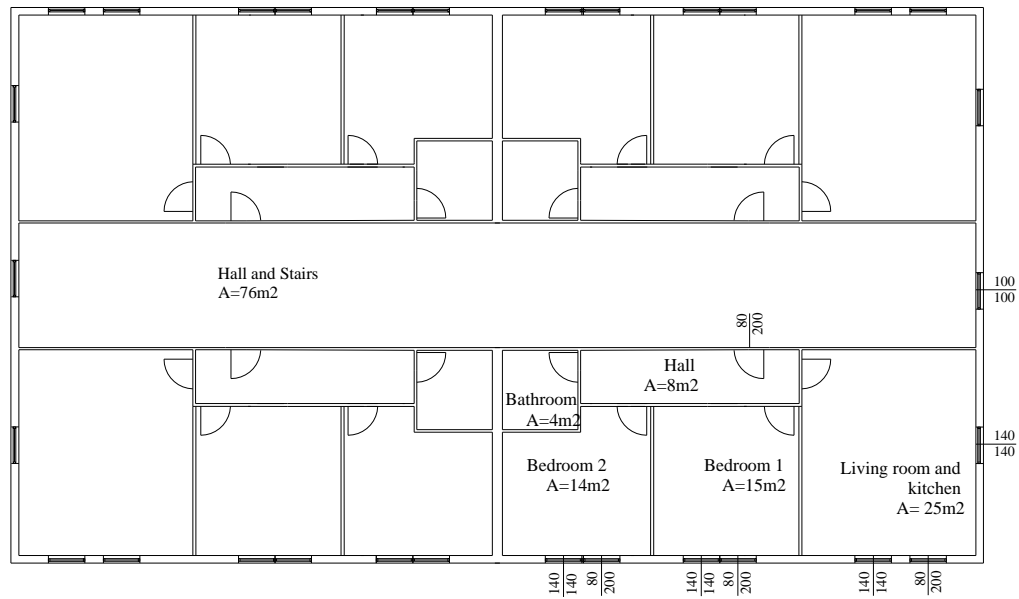 Hall and Stairs
A=76m2
100
100
80
200
Hall
A=8m2
Bathroom
A=4m2
140
140
Bedroom 2
A=14m2
Bedroom 1
A=15m2
Living room and
kitchen
A= 25m2
140
140
80
200
140
140
80
200
140
140
80
200